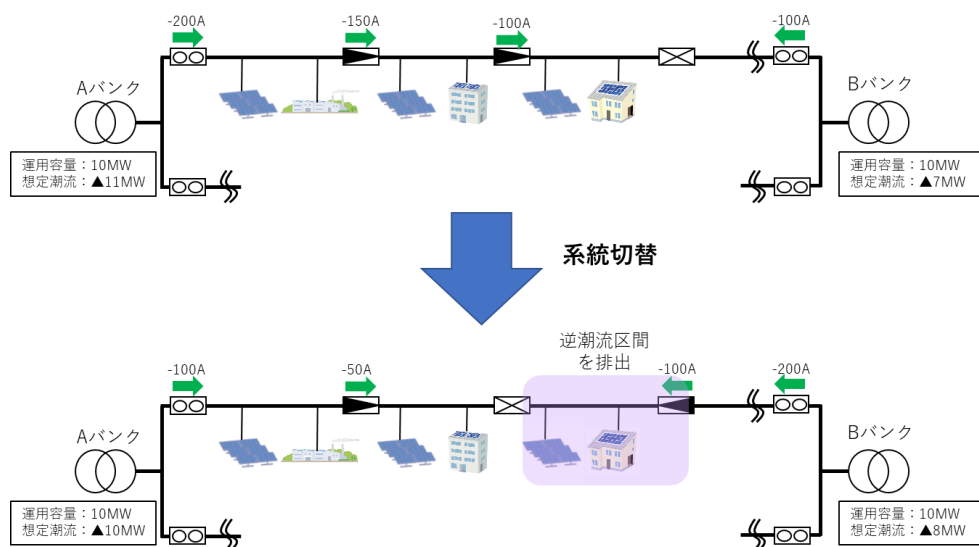 -200A
-150A
-100A
-100A
Aバンク
Bバンク
運用容量：10MW
想定潮流：▲11MW
運用容量：10MW
想定潮流：▲7MW
系統切替
逆潮流区間
を排出
-100A
-50A
-100A
-200A
Aバンク
Bバンク
運用容量：10MW
想定潮流：▲10MW
運用容量：10MW
想定潮流：▲8MW